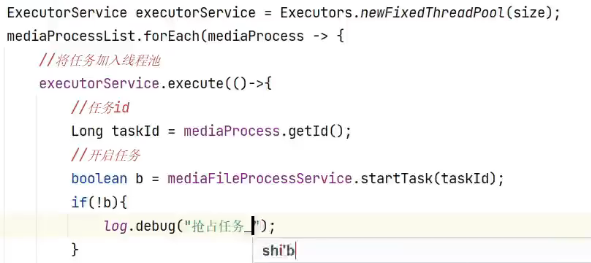 ExecutorService executorService = Executors.newFixedThreadPool(size);
mediaProcessList.forEach(mediaProcess -> {
//将任务加入线程池
executorService.execute(()->{
//任务id
Long taskId = mediaProcess.getId();
//开启任务
boolean b = mediaFileProcessService.startTask(taskId);
if(!b){
log.debug("抢占任务_");
shi'b
}